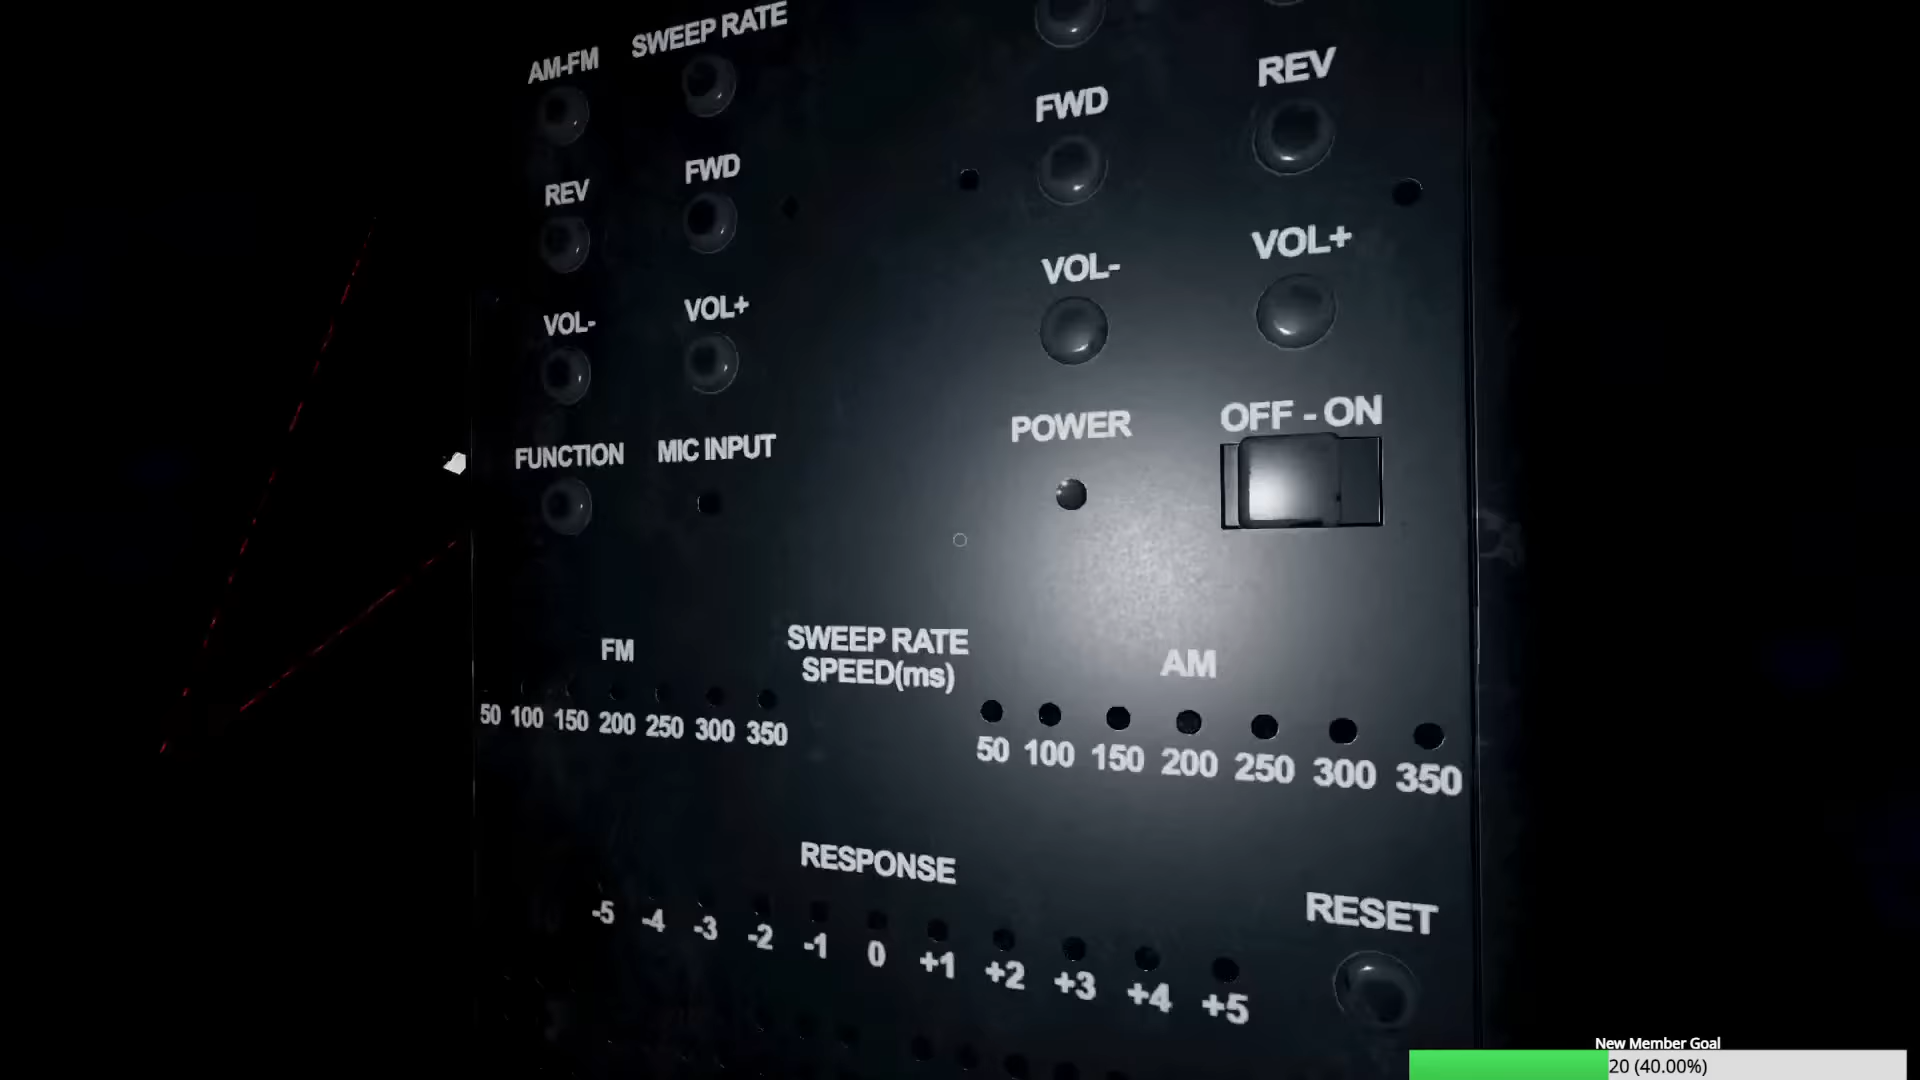 AM-FM SWEEP RATE
REV FWD
VOL- VOL+
FUNCTION MIC INPUT
FWD REV
VOL- VOL+
POWER OFF - ON
FM
50 100 150 200 250 300 350
SWEEP RATE
SPEED(ms)
AM
50 100 150 200 250 300 350
RESPONSE
-5 -4 -3 -2 -1 0 +1 +2 +3 +4 +5
RESET
New Member Goal
20 (40.00%)